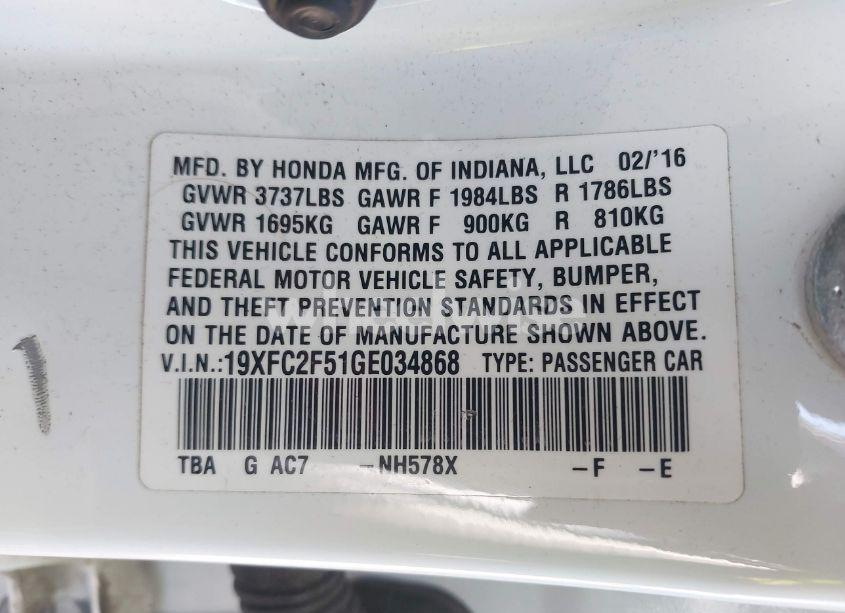 MFD. BY HONDA MFG. OF INDIANA, LLC 02/'16
GVWR 3737LBS GAWR F 1984LBS R 1786LBS
GVWR 1695KG GAWR F 900KG R 810KG
THIS VEHICLE CONFORMS TO ALL APPLICABLE
FEDERAL MOTOR VEHICLE SAFETY, BUMPER,
AND THEFT PREVENTION STANDARDS IN EFFECT
ON THE DATE OF MANUFACTURE SHOWN ABOVE.
V.I.N.:19XFC2F51GE034868 TYPE: PASSENGER CAR
TBA G AC7 –NH578X –F –E